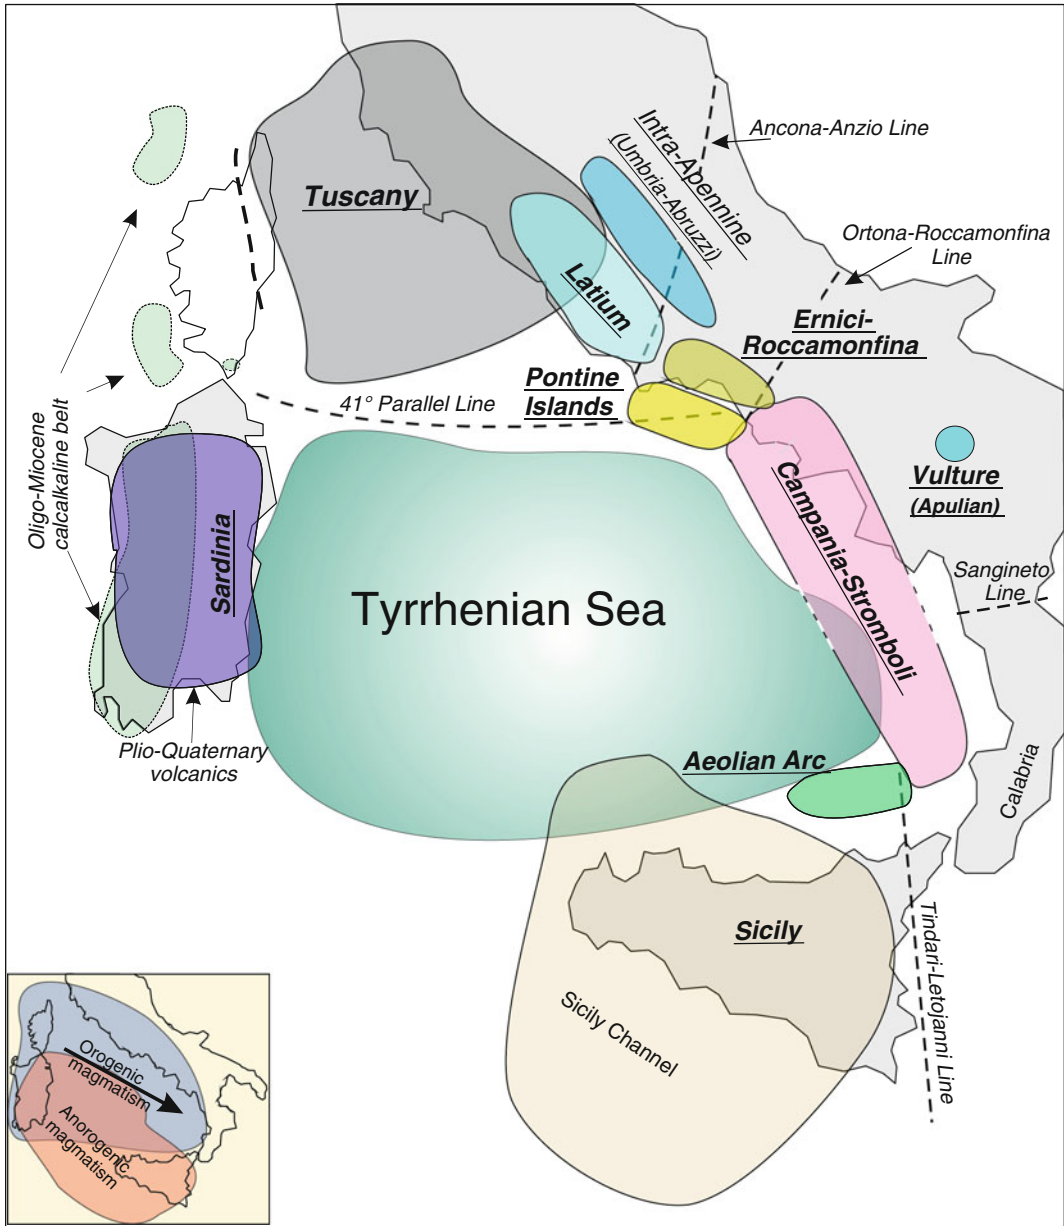 Intra-Apennine
(Umbria-Abruzzi)
Ancona-Anzio Line
Tuscany
Ortona-Roccamonfina
Line
Latium
Ernici-
Roccamonfina
Pontine
Islands
41° Parallel Line
Oligo-Miocene
calcalkaline belt
Vulture
(Apulian)
Campania-Stromboli
Sardinia
Sangineto
Line
Tyrrhenian Sea
Plio-Quaternary
volcanics
Aeolian Arc
Calabria
Sicily
Tindari-Letojanni Line
Sicily Channel
Orogenic
magmatism
Anorogenic
magmatism